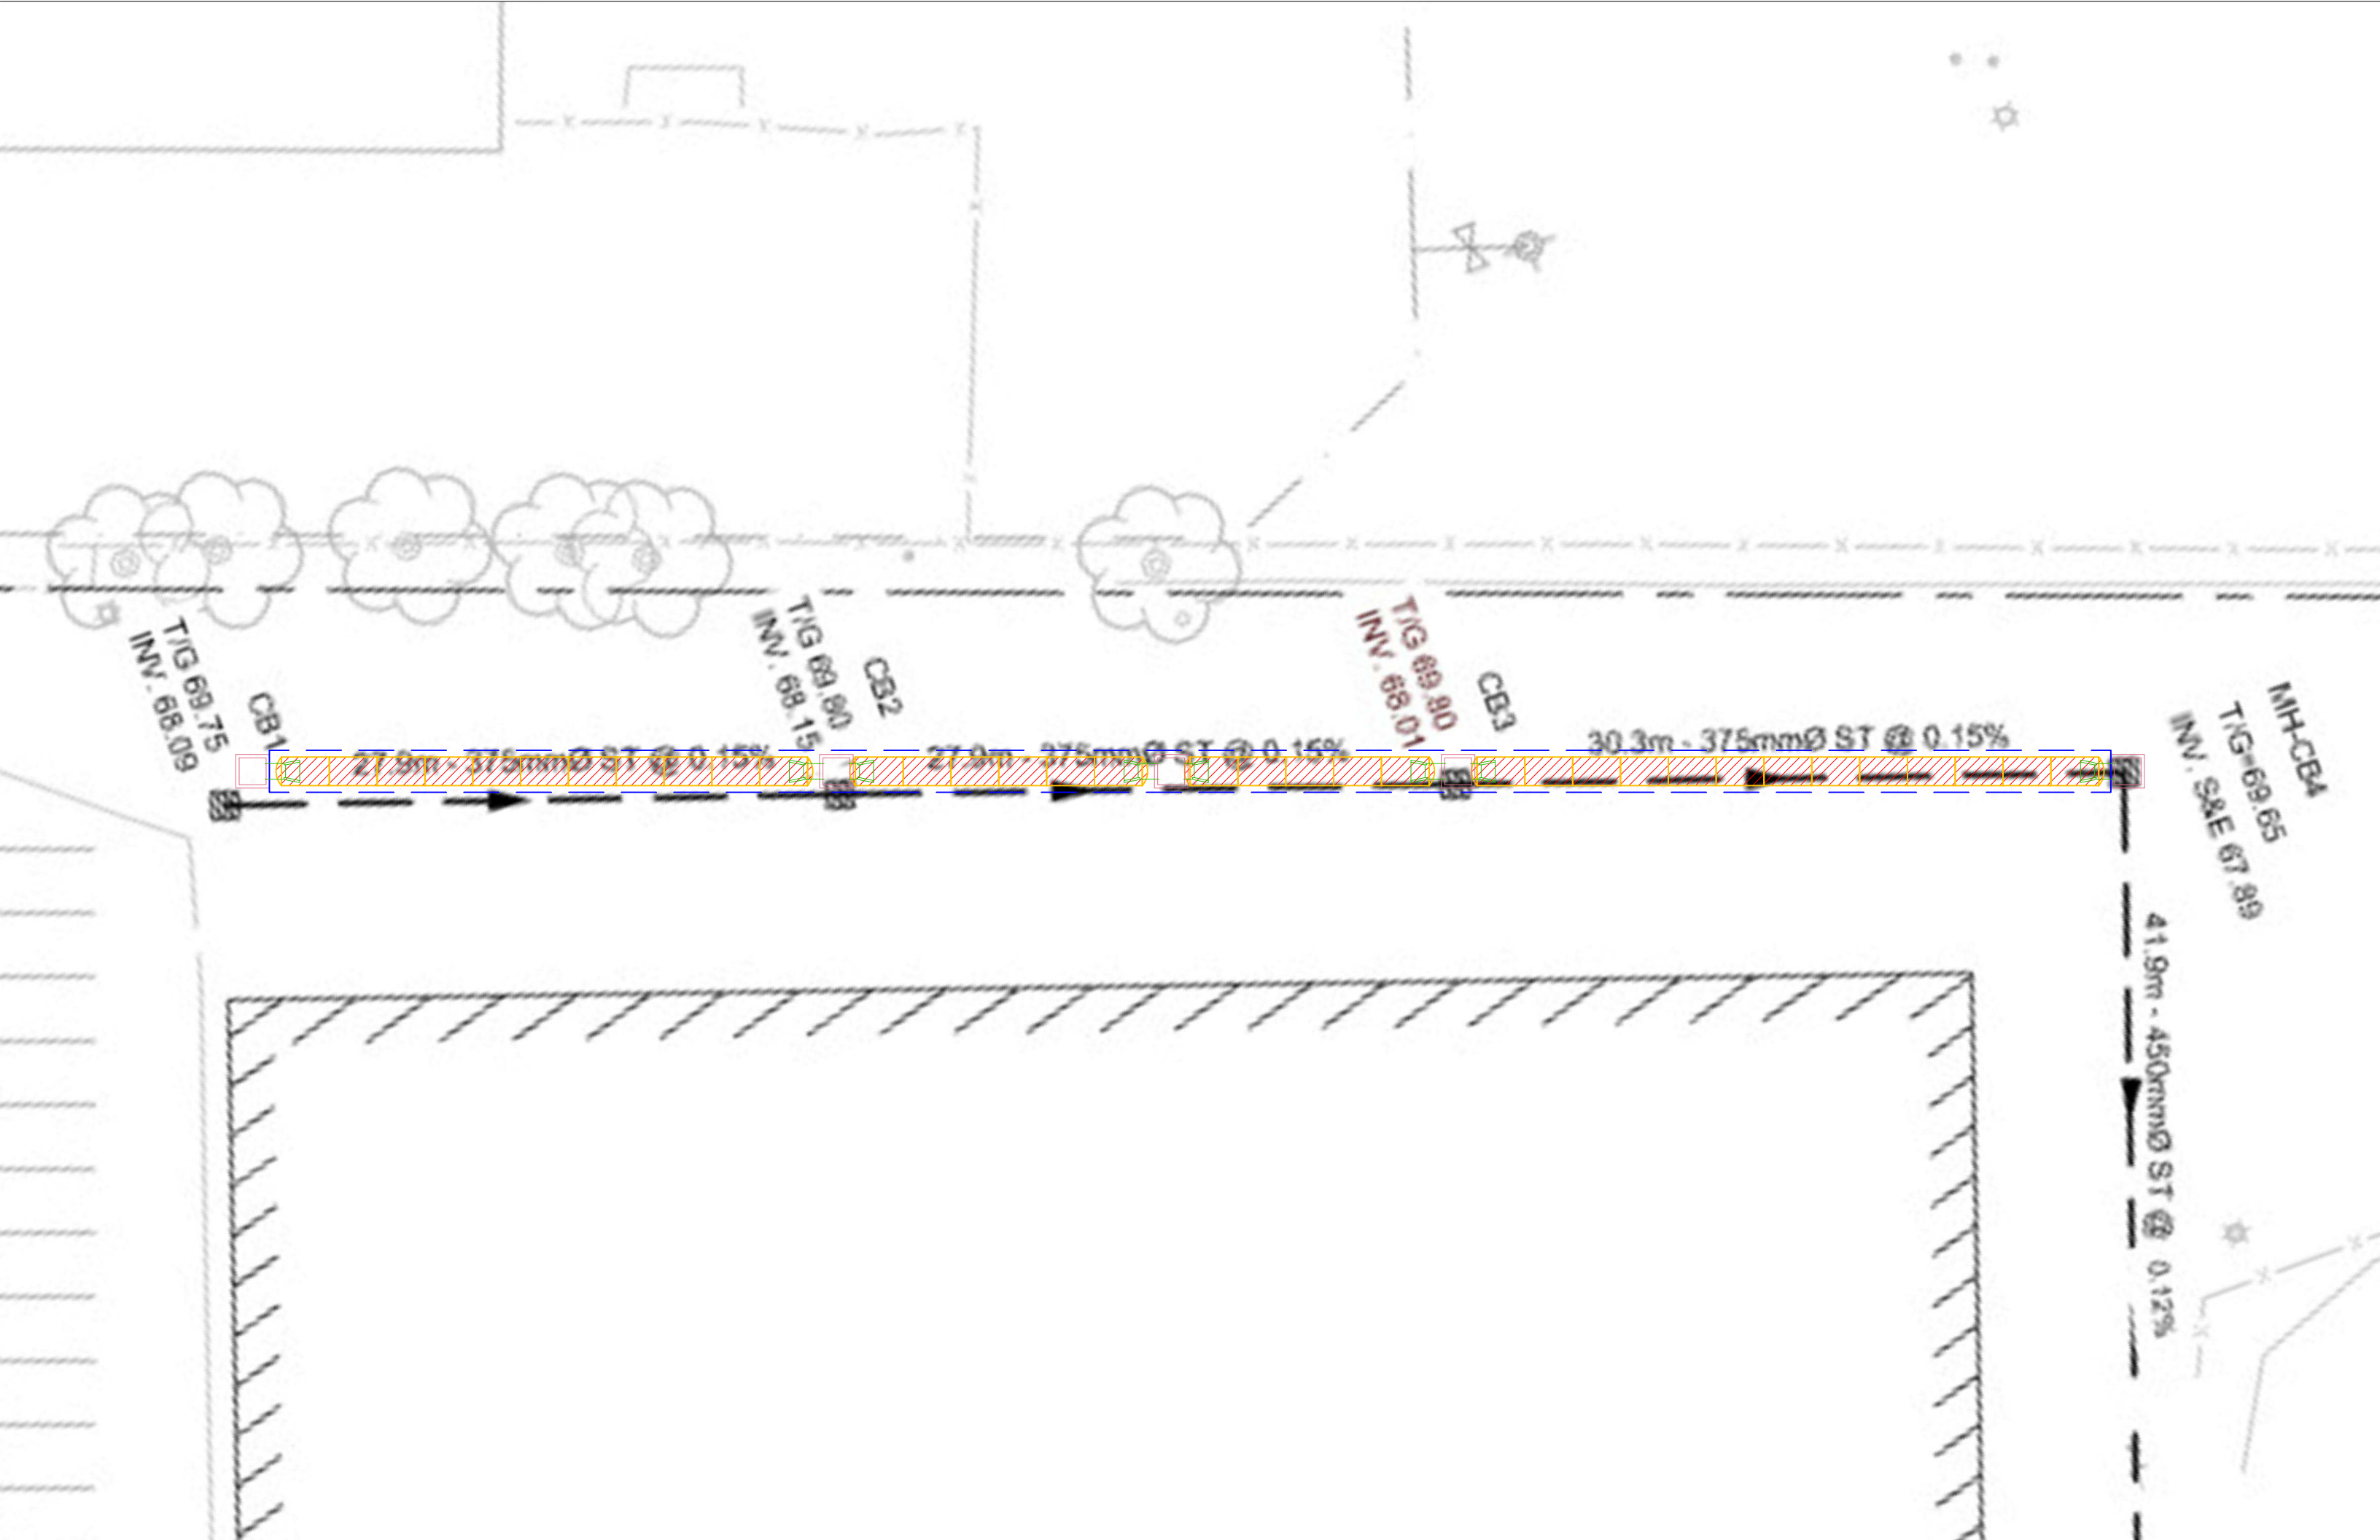 T/G 69.75
INV. 68.09
CB1
27.9m - 375mmØ ST @ 0.15%
T/G 69.80
INV. 68.15
CB2
27.9m - 375mmØ ST @ 0.15%
T/G 69.80
INV. 68.01
CB3
30.3m - 375mmØ ST @ 0.15%
MH-CB4
T/G=69.65
INV. S&E 67.89
41.9m - 450mmØ ST @ 0.12%